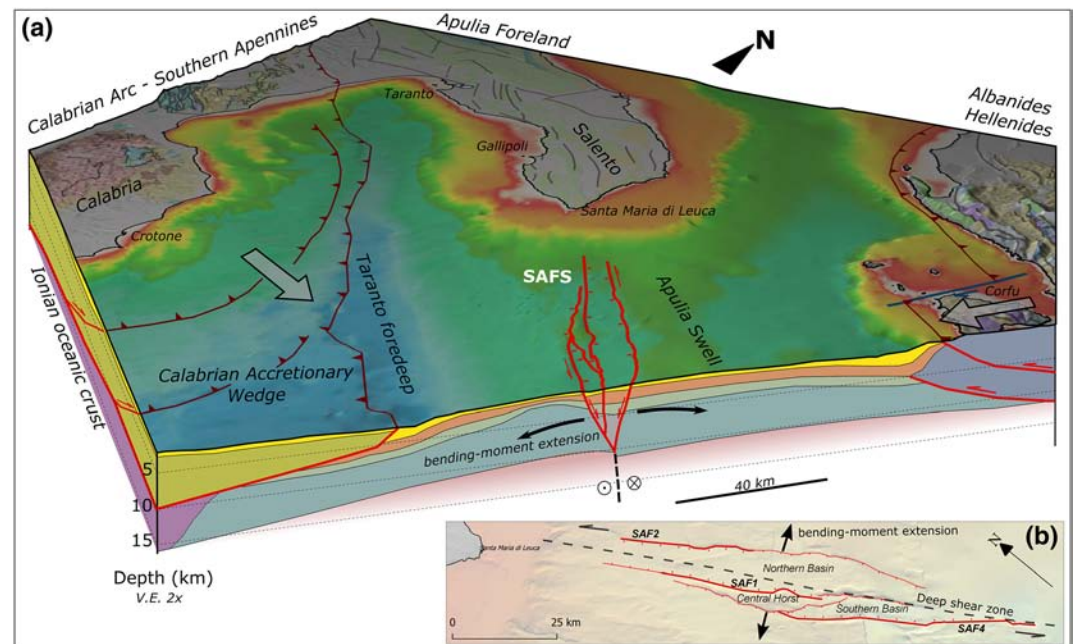 (a)
Calabrian Arc - Southern Apennines
Apulia Foreland
N
Albanides
Hellenides
Taranto
Gallipoli
Salento
Calabria
Santa Maria di Leuca
Crotone
SAFS
Taranto foredeep
Apulia Swell
Corfu
Ionian oceanic crust
Calabrian Accretionary
Wedge
bending-moment extension
5
10
15
40 km
Depth (km)
V.E. 2x
(b)
bending-moment extension
SAF2
Santa Maria di Leuca
Northern Basin
N
SAF1
Central Horst
Southern Basin
Deep shear zone
SAF4
0
25 km